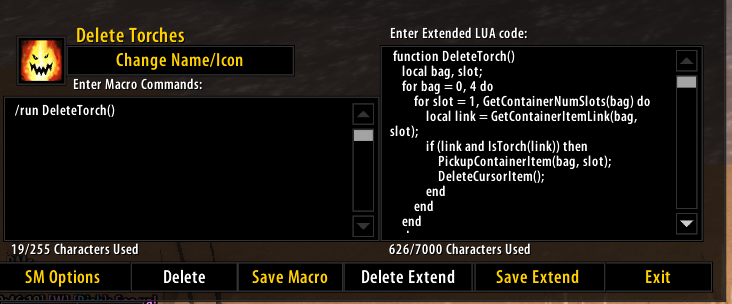 Delete Torches
Change Name/Icon
Enter Macro Commands:
/run DeleteTorch()
19/255 Characters Used
Enter Extended LUA code:
function DeleteTorch()
local bag, slot;
for bag = 0, 4 do
for slot = 1, GetContainerNumSlots(bag) do
local link = GetContainerItemLink(bag,
slot);
if (link and IsTorch(link)) then
PickupContainerItem(bag, slot);
DeleteCursorItem();
end
end
end
626/7000 Characters Used
SM Options
Delete
Save Macro
Delete Extend
Save Extend
Exit